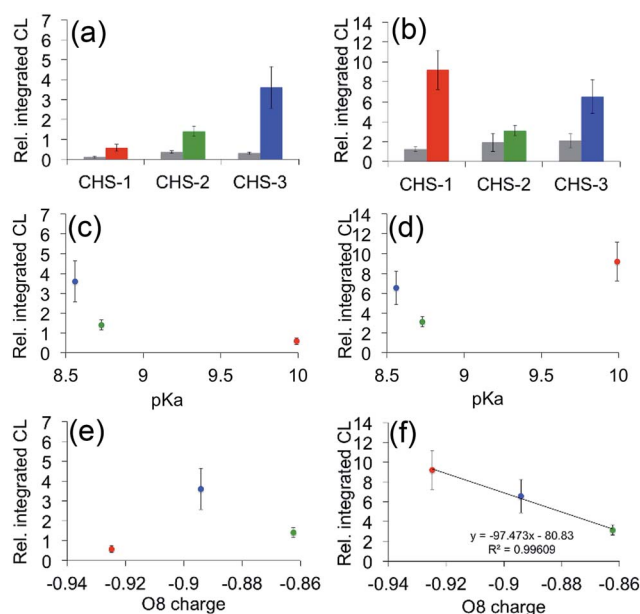 (a)
Rel. integrated CL
7
6
5
4
3
2
1
0
CHS-1 CHS-2 CHS-3
(b)
Rel. integrated CL
14
12
10
8
6
4
2
0
CHS-1 CHS-2 CHS-3
(c)
Rel. integrated CL
7
6
5
4
3
2
1
0
8.5 9 9.5 10
pKa
(d)
Rel. integrated CL
14
12
10
8
6
4
2
0
8.5 9 9.5 10
pKa
(e)
Rel. integrated CL
7
6
5
4
3
2
1
0
-0.94 -0.92 -0.9 -0.88 -0.86
O8 charge
(f)
Rel. integrated CL
14
12
10
8
6
4
2
0
y = -97.473x - 80.83
R² = 0.99609
-0.94 -0.92 -0.9 -0.88 -0.86
O8 charge